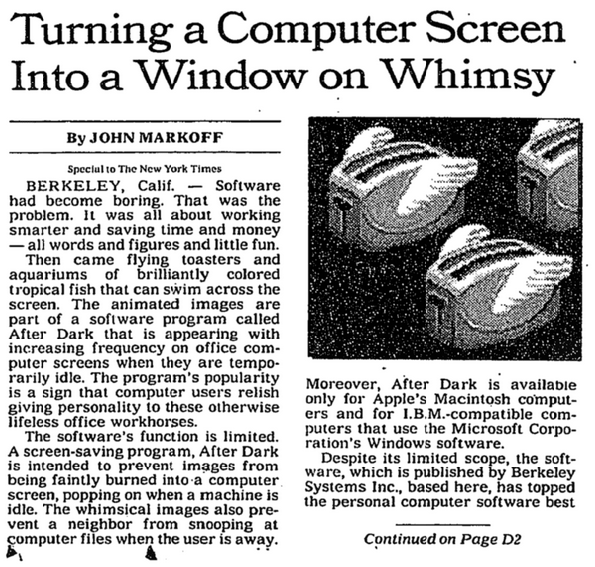 Turning a Computer Screen
Into a Window on Whimsy
By JOHN MARKOFF
Special to The New York Times
BERKELEY, Calif. — Software
had become boring. That was the
problem. It was all about working
smarter and saving time and money
— all words and figures and little fun.
Then came flying toasters and
aquariums of brilliantly colored
tropical fish that can swim across the
screen. The animated images are
part of a software program called
After Dark that is appearing with
increasing frequency on office com-
puter screens when they are tempo-
rarily idle. The program's popularity
is a sign that computer users relish
giving personality to these otherwise
lifeless office workhorses.
The software's function is limited.
A screen-saving program, After Dark
is intended to prevent images from
being faintly burned into a computer
screen, popping on when a machine is
idle. The whimsical images also pre-
vent a neighbor from snooping at
computer files when the user is away.
Moreover, After Dark is available
only for Apple's Macintosh comput-
ers and for I.B.M.-compatible com-
puters that use the Microsoft Corpo-
ration's Windows software.
Despite its limited scope, the soft-
ware, which is published by Berkeley
Systems Inc., based here, has topped
the personal computer software best
Continued on Page D2